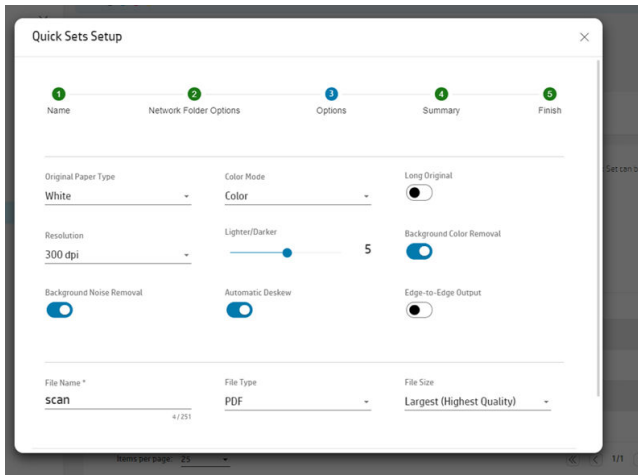 Quick Sets Setup
1 2 3 4 5
Name Network Folder Options Options Summary Finish
Original Paper Type Color Mode Long Original
White Color
Resolution Lighter/Darker Background Color Removal
300 dpi 5
Background Noise Removal Automatic Deskew Edge-to-Edge Output
File Name * File Type File Size
scan PDF Largest (Highest Quality)
4/251
Set can b
Items per page: 25 1/1